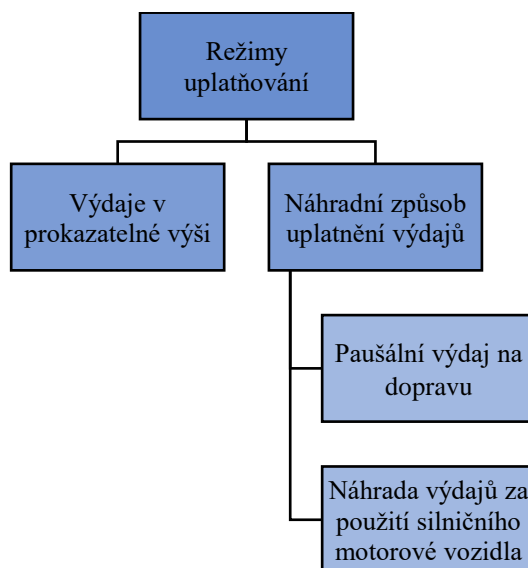 Režimy
uplatňování
Výdaje v
prokazatelné výši
Náhradní způsob
uplatnění výdajů
Paušální výdaj na
dopravu
Náhrada výdajů za
použití silničního
motorové vozidla